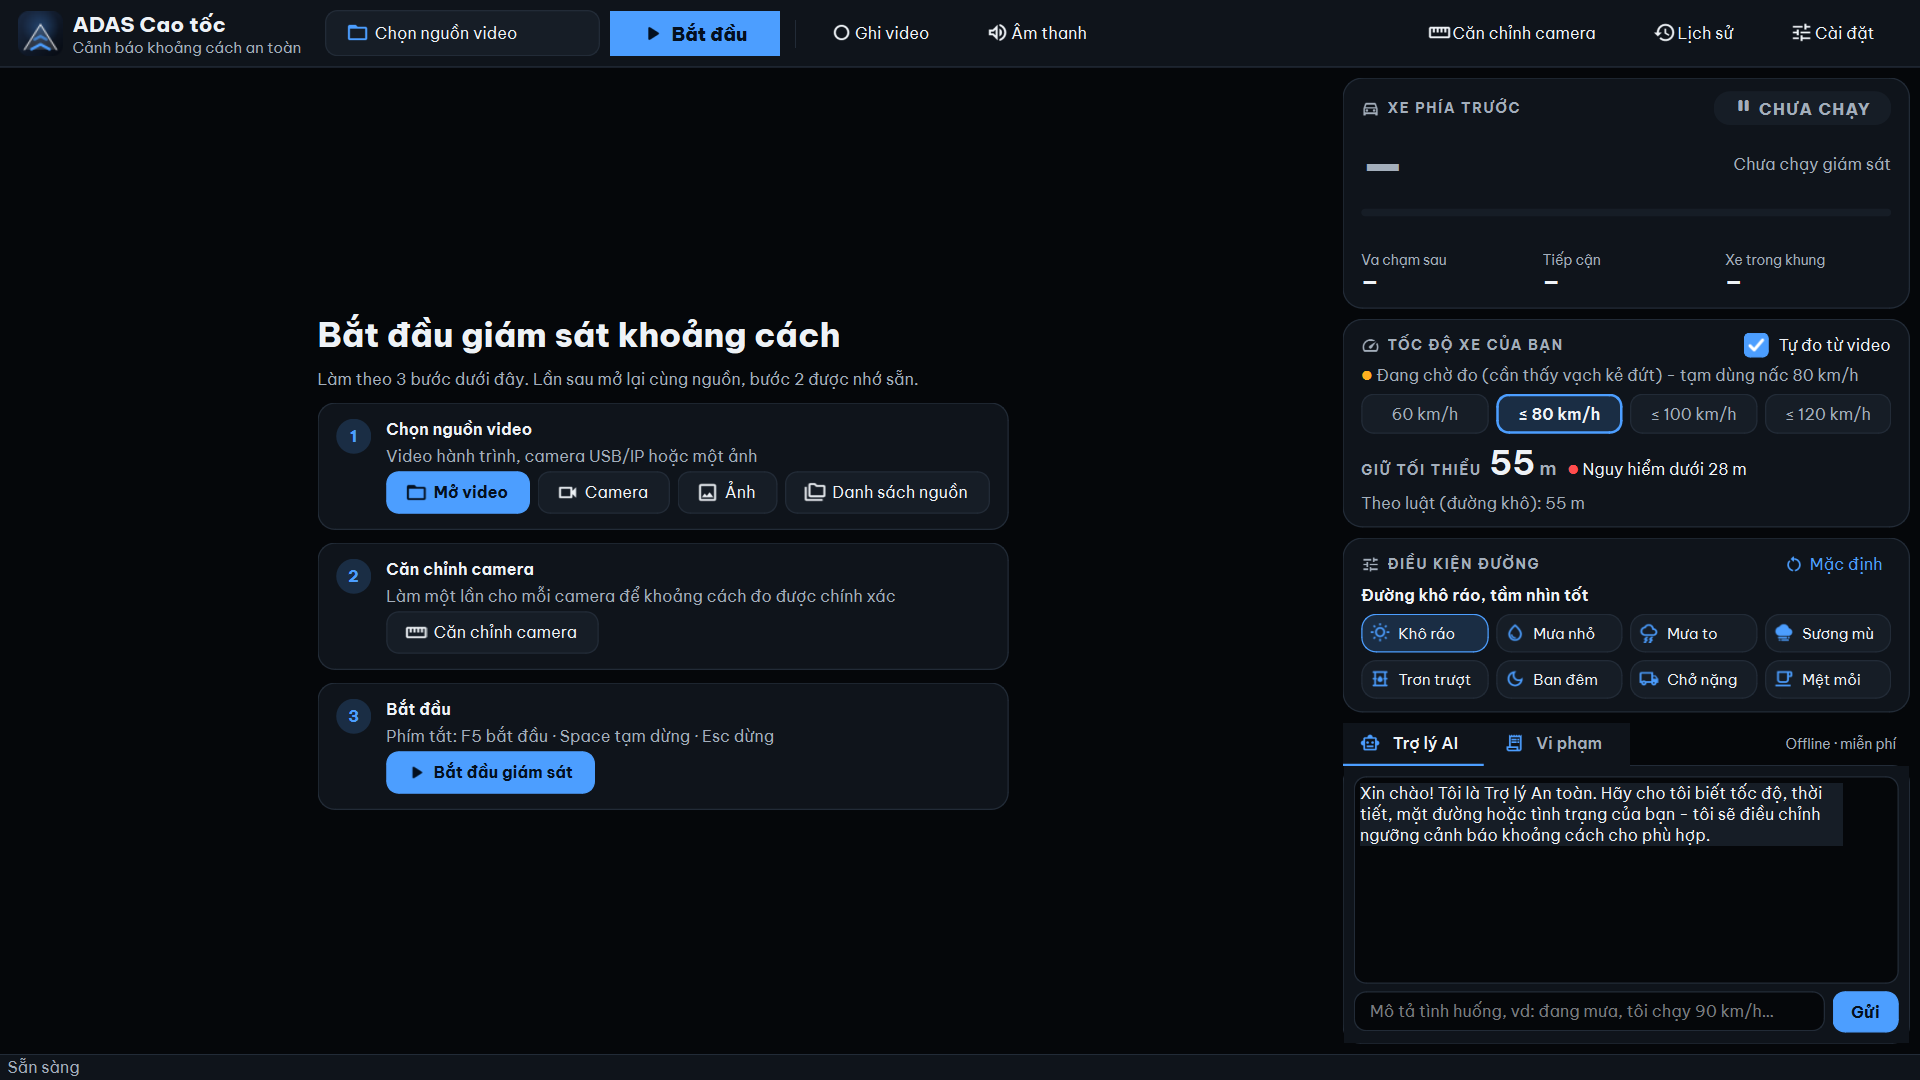 ADAS Cao tốc
Cảnh báo khoảng cách an toàn
Chọn nguồn video
Bắt đầu
Ghi video
Âm thanh
Căn chỉnh camera
Lịch sử
Cài đặt
Bắt đầu giám sát khoảng cách
Làm theo 3 bước dưới đây. Lần sau mở lại cùng nguồn, bước 2 được nhớ sẵn.
1
Chọn nguồn video
Video hành trình, camera USB/IP hoặc một ảnh
Mở video
Camera
Ảnh
Danh sách nguồn
2
Căn chỉnh camera
Làm một lần cho mỗi camera để khoảng cách đo được chính xác
Căn chỉnh camera
3
Bắt đầu
Phím tắt: F5 bắt đầu · Space tạm dừng · Esc dừng
Bắt đầu giám sát
XE PHÍA TRƯỚC
CHƯA CHẠY
—
Chưa chạy giám sát
Va chạm sau
Tiếp cận
Xe trong khung
–
–
–
TỐC ĐỘ XE CỦA BẠN
Tự đo từ video
Đang chờ đo (cần thấy vạch kẻ đứt) – tạm dùng nấc 80 km/h
60 km/h
≤ 80 km/h
≤ 100 km/h
≤ 120 km/h
GIỮ TỐI THIỂU 55 m
Nguy hiểm dưới 28 m
Theo luật (đường khô): 55 m
ĐIỀU KIỆN ĐƯỜNG
Mặc định
Đường khô ráo, tầm nhìn tốt
Khô ráo
Mưa nhỏ
Mưa to
Sương mù
Trơn trượt
Ban đêm
Chở nặng
Mệt mỏi
Trợ lý AI
Vi phạm
Offline · miễn phí
Xin chào! Tôi là Trợ lý An toàn. Hãy cho tôi biết tốc độ, thời
tiết, mặt đường hoặc tình trạng của bạn – tôi sẽ điều chỉnh
ngưỡng cảnh báo khoảng cách cho phù hợp.
Mô tả tình huống, vd: đang mưa, tôi chạy 90 km/h...
Gửi
Sẵn sàng